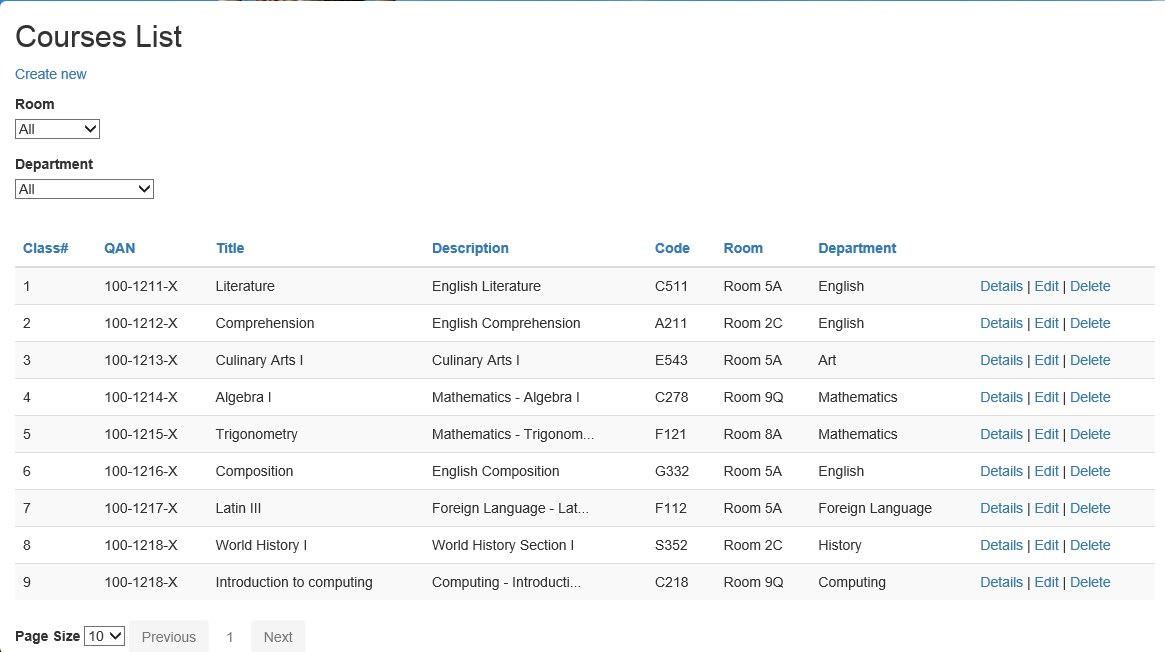 Courses List
Create new
Room
All
Department
All
Class# QAN Title Description Code Room Department
1 100-1211-X Literature English Literature C511 Room 5A English Details | Edit | Delete
2 100-1212-X Comprehension English Comprehension A211 Room 2C English Details | Edit | Delete
3 100-1213-X Culinary Arts I Culinary Arts I E543 Room 5A Art Details | Edit | Delete
4 100-1214-X Algebra I Mathematics - Algebra I C278 Room 9Q Mathematics Details | Edit | Delete
5 100-1215-X Trigonometry Mathematics - Trigonom... F121 Room 8A Mathematics Details | Edit | Delete
6 100-1216-X Composition English Composition G332 Room 5A English Details | Edit | Delete
7 100-1217-X Latin III Foreign Language - Lat... F112 Room 5A Foreign Language Details | Edit | Delete
8 100-1218-X World History I World History Section I S352 Room 2C History Details | Edit | Delete
9 100-1218-X Introduction to computing Computing - Introducti... C218 Room 9Q Computing Details | Edit | Delete
Page Size 10 Previous 1 Next